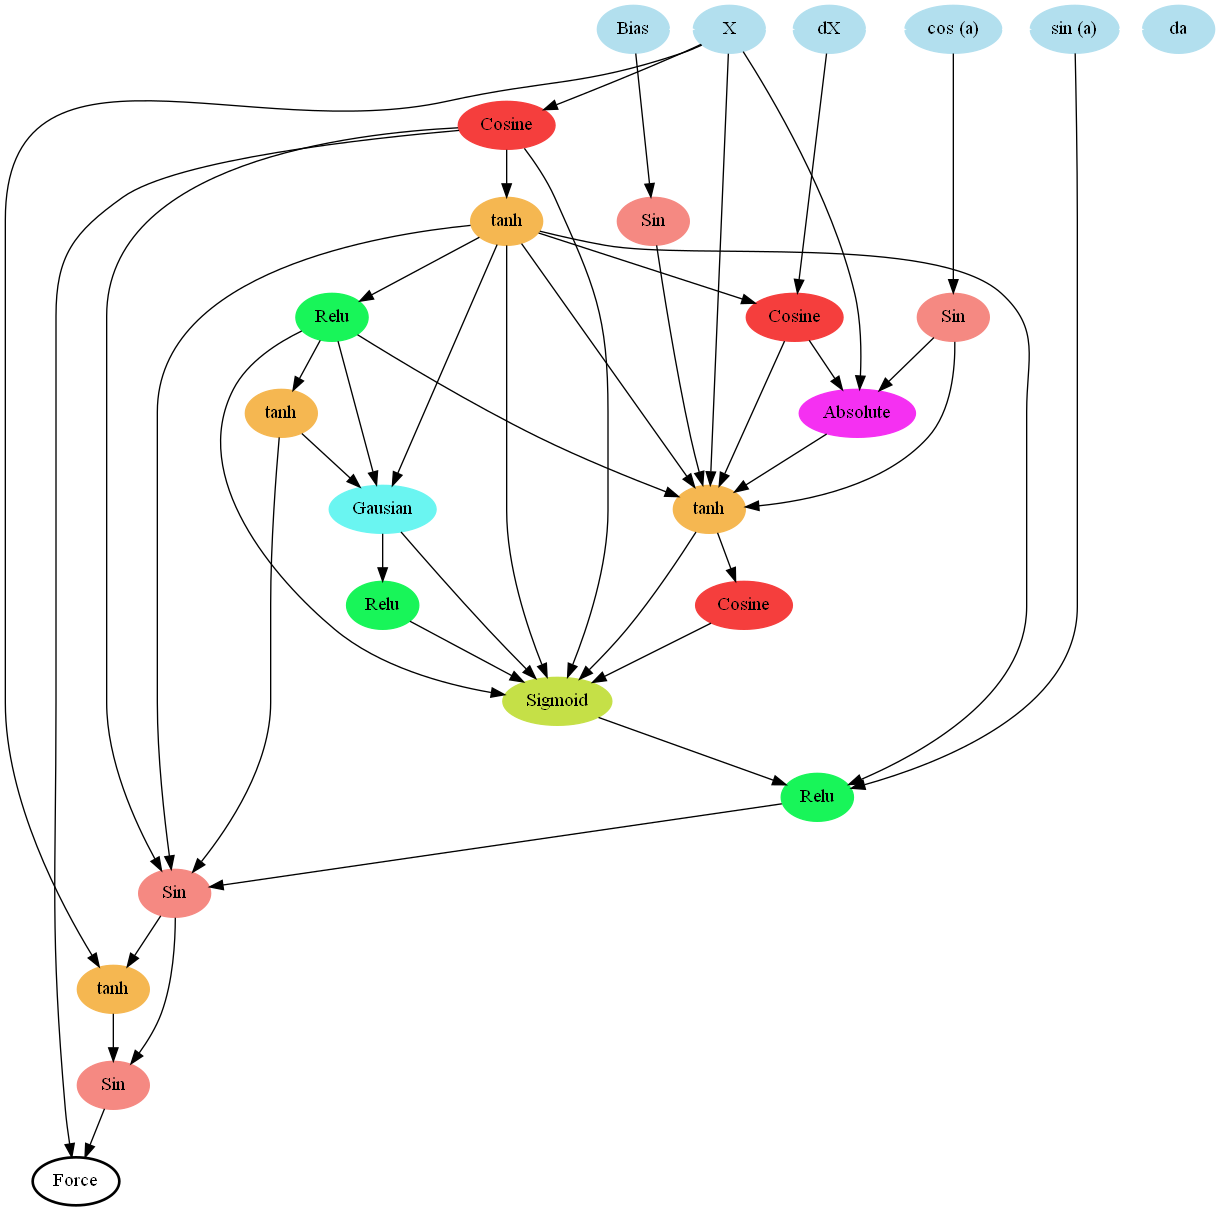 Bias X dX cos (a) sin (a) da
Cosine
tanh Sin
Relu Cosine Sin
tanh Absolute
Gausian tanh
Relu Cosine
Sigmoid
Relu
Sin
tanh
Sin
Force